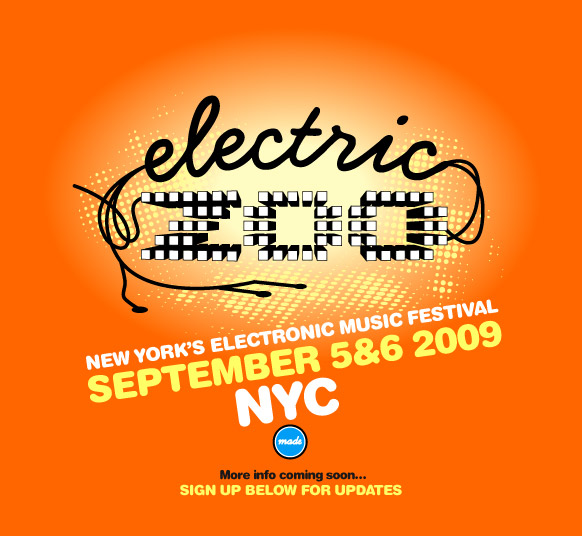 electric
ZOO
NEW YORK'S ELECTRONIC MUSIC FESTIVAL
SEPTEMBER 5&6 2009
NYC
made
More info coming soon...
SIGN UP BELOW FOR UPDATES